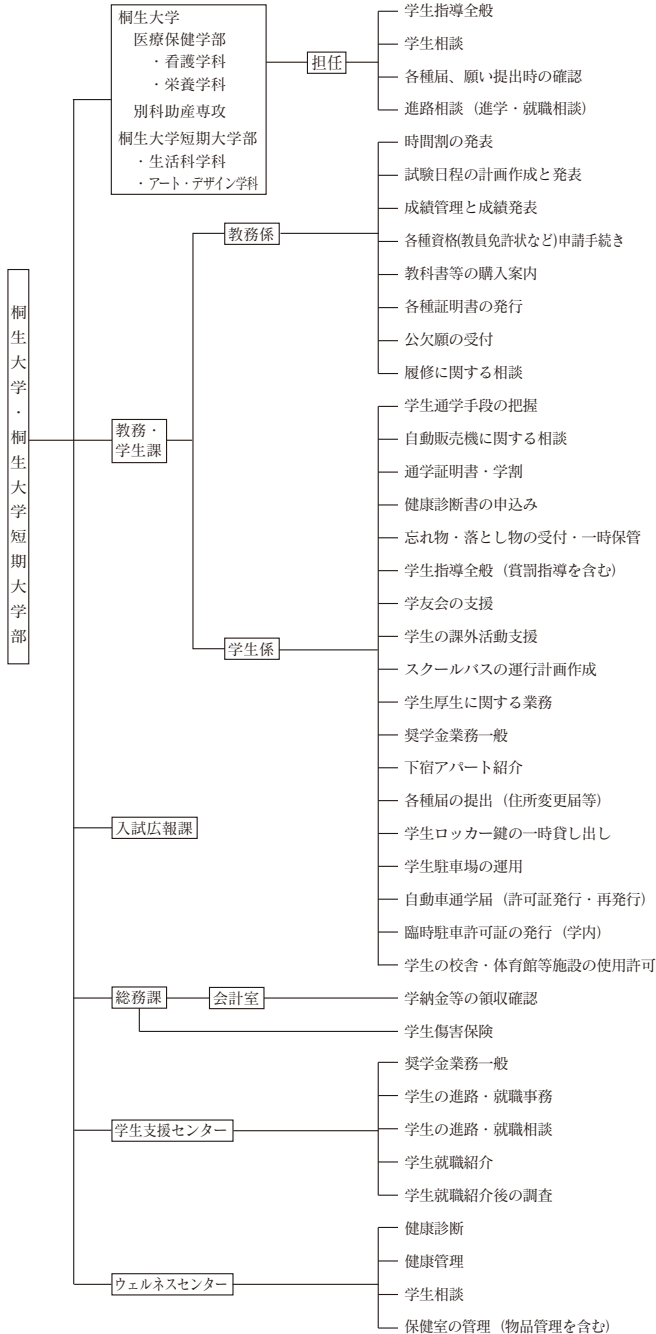 桐生大学・桐生大学短期大学部
桐生大学
医療保健学部
・看護学科
・栄養学科
別科助産専攻
桐生大学短期大学部
・生活科学科
・アート・デザイン学科
担任
学生指導全般
学生相談
各種届、願い提出時の確認
進路相談（進学・就職相談）
教務・
学生課
教務係
時間割の発表
試験日程の計画作成と発表
成績管理と成績発表
各種資格(教員免許状など)申請手続き
教科書等の購入案内
各種証明書の発行
公欠願の受付
履修に関する相談
学生係
学生通学手段の把握
自動販売機に関する相談
通学証明書・学割
健康診断書の申込み
忘れ物・落とし物の受付・一時保管
学生指導全般（賞罰指導を含む）
学友会の支援
学生の課外活動支援
スクールバスの運行計画作成
学生厚生に関する業務
奨学金業務一般
下宿アパート紹介
各種届の提出（住所変更届等）
学生ロッカー鍵の一時貸し出し
学生駐車場の運用
自動車通学届（許可証発行・再発行）
臨時駐車許可証の発行（学内）
学生の校舎・体育館等施設の使用許可
入試広報課
総務課
会計室
学納金等の領収確認
学生傷害保険
学生支援センター
奨学金業務一般
学生の進路・就職事務
学生の進路・就職相談
学生就職紹介
学生就職紹介後の調査
ウェルネスセンター
健康診断
健康管理
学生相談
保健室の管理（物品管理を含む）